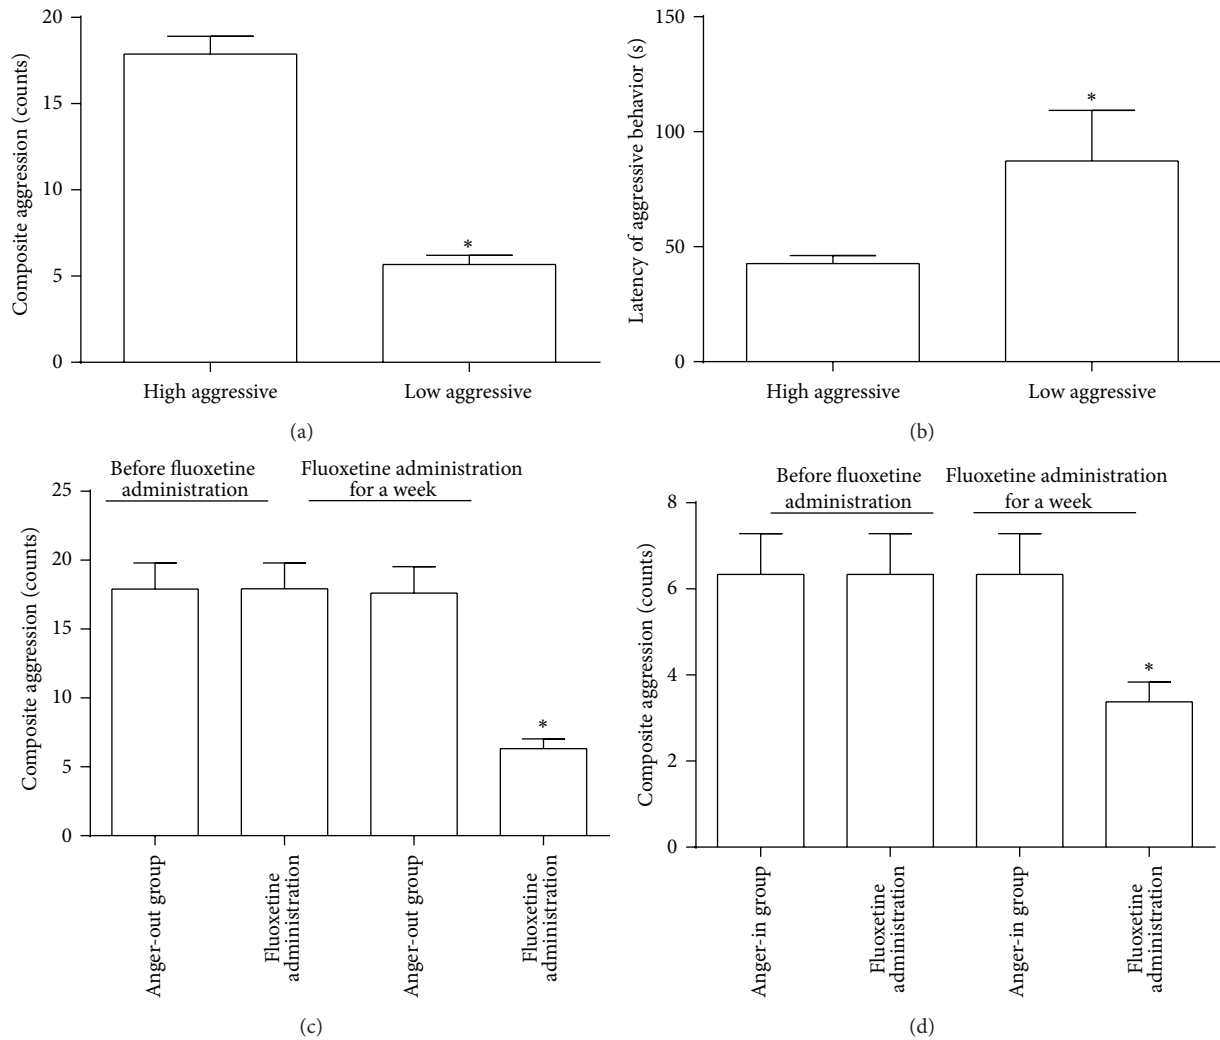 20
15
10
5
0
Composite aggression (counts)
*
High aggressive
Low aggressive
(a)
150
100
50
0
Latency of aggressive behavior (s)
*
High aggressive
Low aggressive
(b)
Before fluoxetine
administration
Fluoxetine administration
for a week
25
20
15
10
5
0
Composite aggression (counts)
*
Anger-out group
Fluoxetine
administration
Anger-out group
Fluoxetine
administration
(c)
Before fluoxetine
administration
Fluoxetine administration
for a week
8
6
4
2
0
Composite aggression (counts)
*
Anger-in group
Fluoxetine
administration
Anger-in group
Fluoxetine
administration
(d)